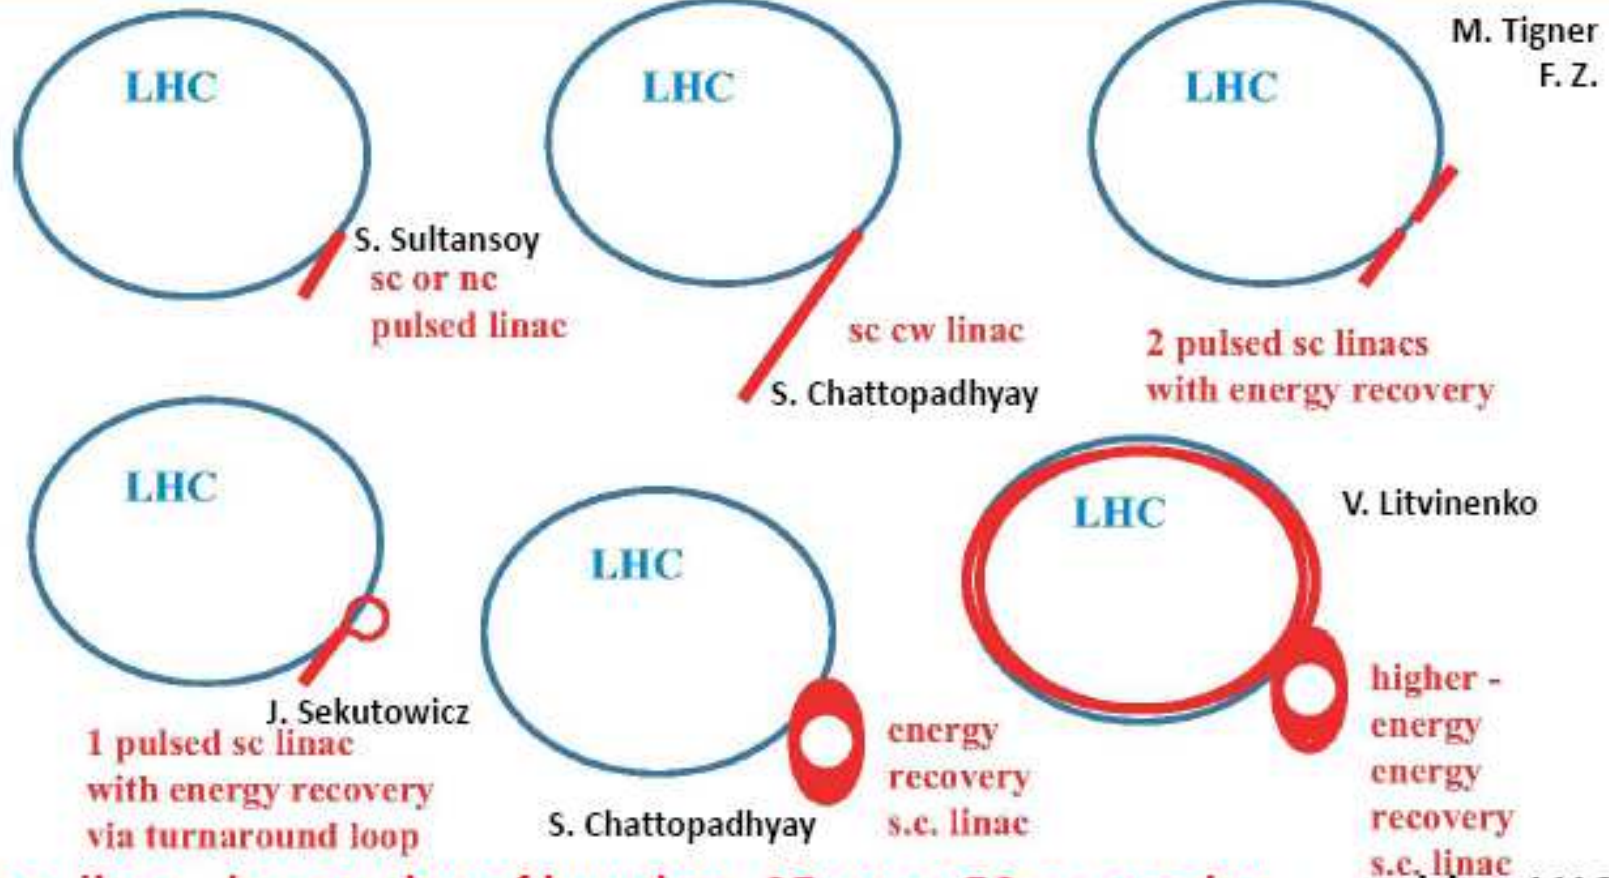 LHC
S. Sultansoy
sc or nc
pulsed linac
LHC
sc cw linac
S. Chattopadhyay
LHC
M. Tigner
F. Z.
2 pulsed sc linacs
with energy recovery
LHC
J. Sekutowicz
1 pulsed sc linac
with energy recovery
via turnaround loop
LHC
S. Chattopadhyay
energy
recovery
s.c. linac
LHC
V. Litvinenko
higher -
energy
energy
recovery
s.c. linac